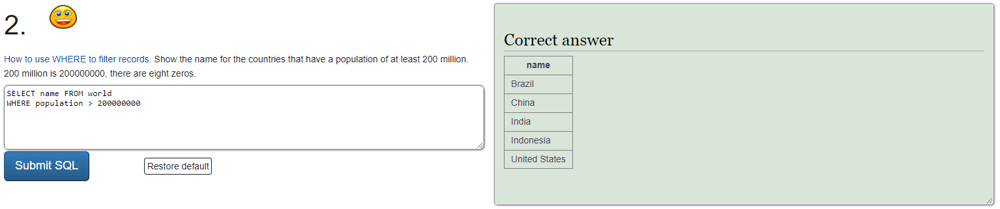 2.
How to use WHERE to filter records. Show the name for the countries that have a population of at least 200 million.
200 million is 200000000, there are eight zeros.
SELECT name FROM world
WHERE population > 200000000
Submit SQL
Restore default
Correct answer
name
Brazil
China
India
Indonesia
United States